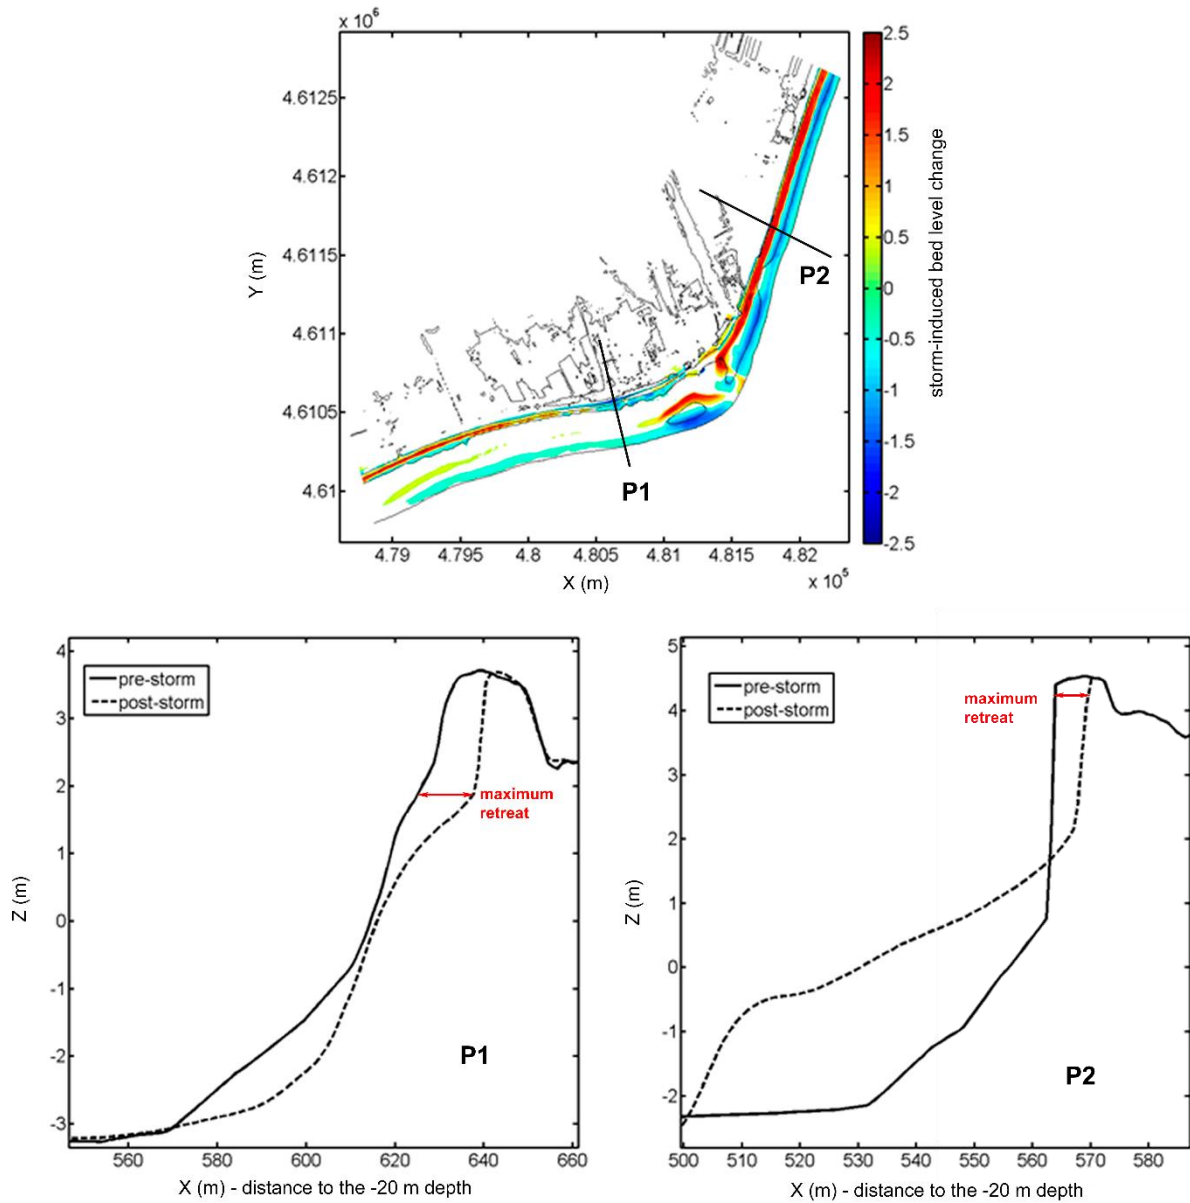 x 10⁶
4.6125
4.612
4.6115
4.611
4.6105
4.61
Y (m)
P2
P1
4.79 4.795 4.8 4.805 4.81 4.815 4.82
X (m)
x 10⁵
2.5
2
1.5
1
0.5
0
-0.5
-1
-1.5
-2
-2.5
storm-induced bed level change
4
3
2
1
0
-1
-2
-3
Z (m)
pre-storm
post-storm
maximum
retreat
P1
560 580 600 620 640 660
X (m) - distance to the -20 m depth
5
4
3
2
1
0
-1
-2
Z (m)
pre-storm
post-storm
maximum
retreat
P2
500 510 520 530 540 550 560 570 580
X (m) - distance to the -20 m depth